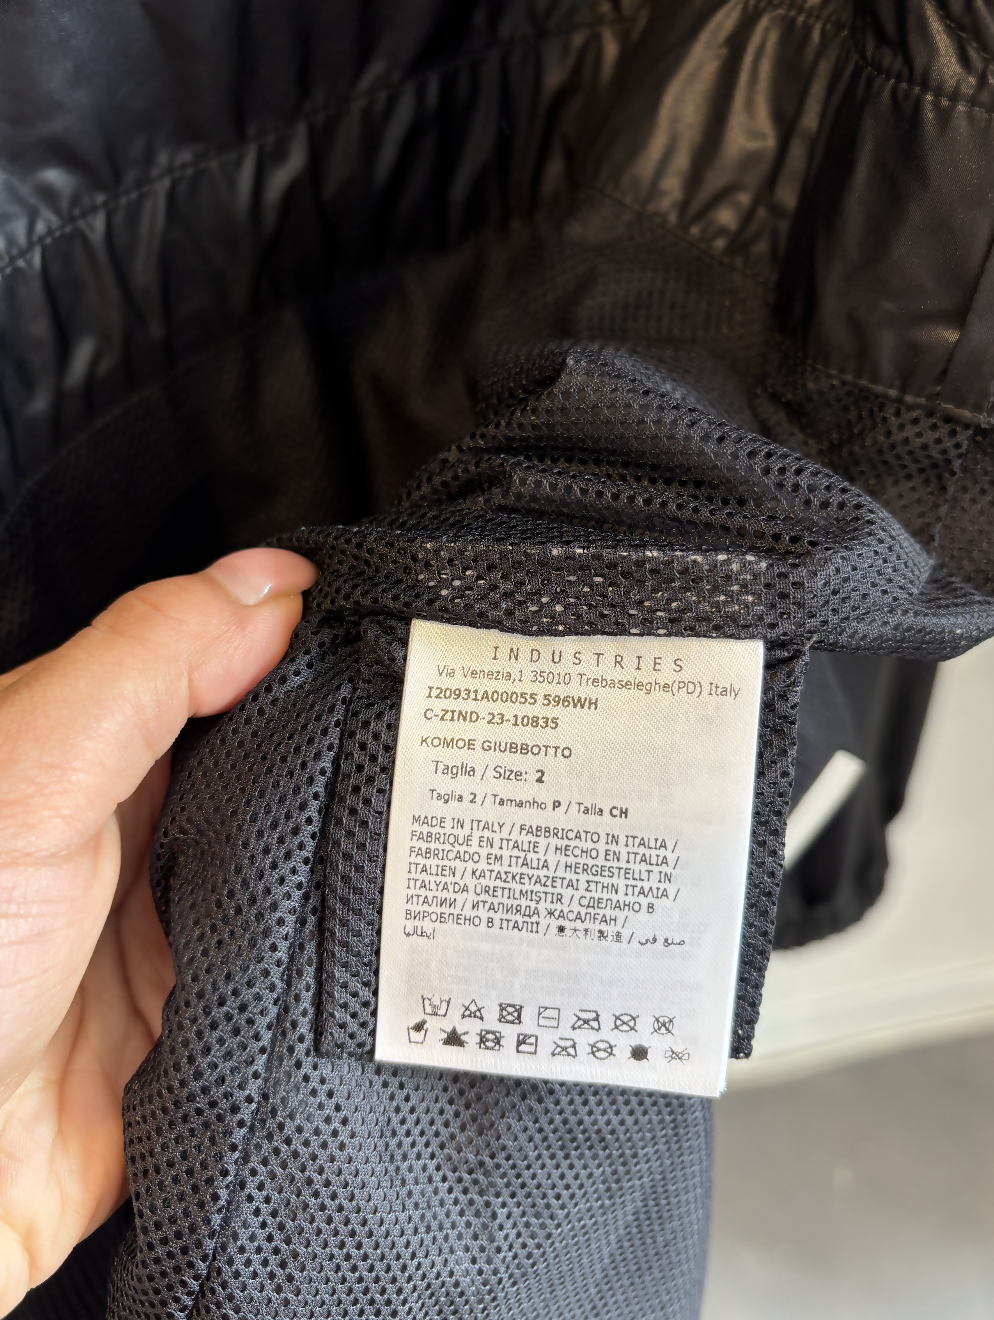 INDUSTRIES
Via Venezia,1 35010 Trebaseleghe(PD) Italy
I20931A00055 596WH
C-ZIND-23-10835
KOMOE GIUBBOTTO
Taglia / Size: 2
Taglia 2 / Tamanho P / Talla CH
MADE IN ITALY / FABBRICATO IN ITALIA /
FABRIQUÉ EN ITALIE / HECHO EN ITALIA /
FABRICADO EM ITÁLIA / HERGESTELLT IN
ITALIEN / ΚΑΤΑΣΚΕΥΑΖΕΤΑΙ ΣΤΗΝ ΙΤΑΛΙΑ /
ITALYA'DA ÜRETILMIŞTIR / СДЕЛАНО В
ИТАЛИИ / ИТАЛИЯДА ЖАСАЛҒАН /
ВИРОБЛЕНО В ІТАЛІЇ / 意大利製造 / صنع في
إيطاليا